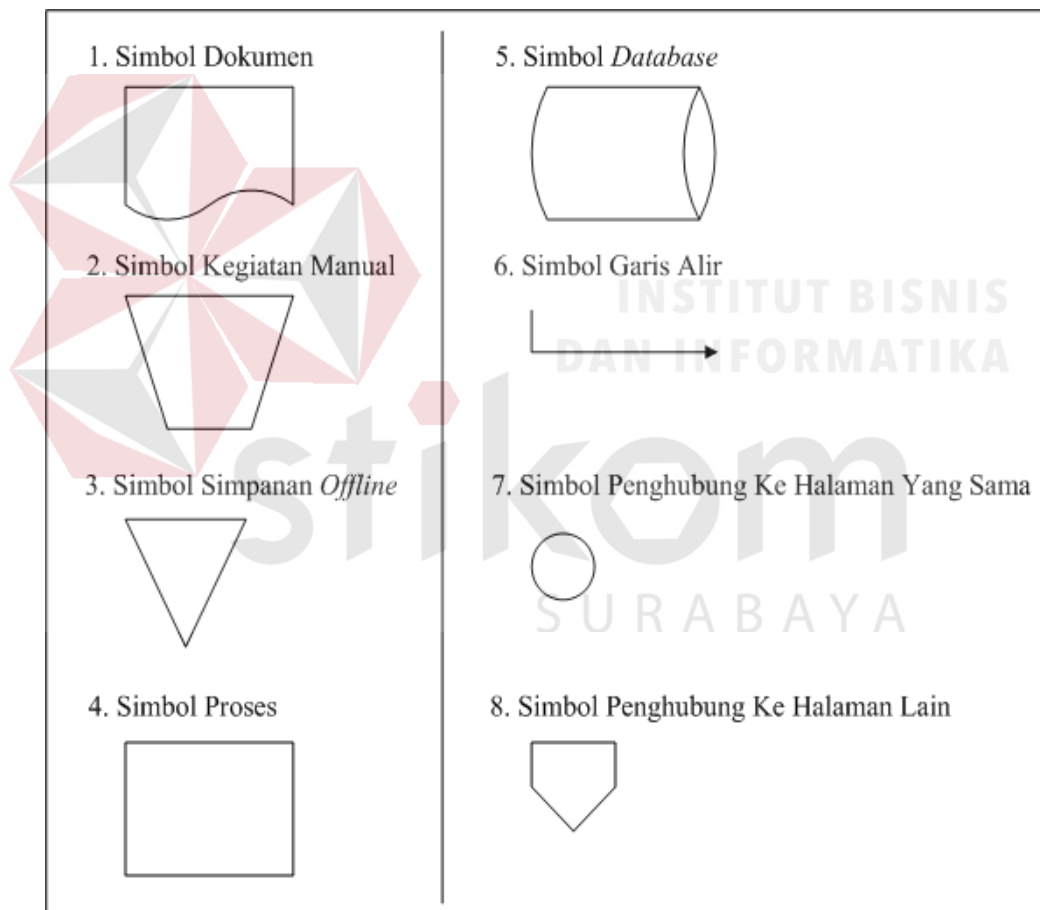 1. Simbol Dokumen
2. Simbol Kegiatan Manual
3. Simbol Simpanan Offline
4. Simbol Proses
5. Simbol Database
6. Simbol Garis Alir
7. Simbol Penghubung Ke Halaman Yang Sama
8. Simbol Penghubung Ke Halaman Lain
INSTITUT BISNIS
DAN INFORMATIKA
stikom
SURABAYA